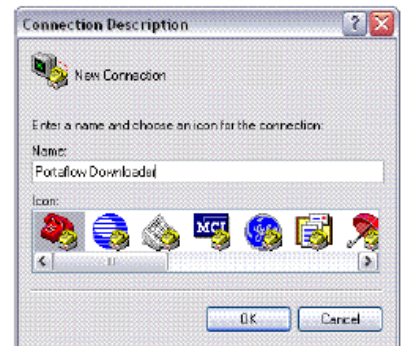 Connection Description
New Connection
Enter a name and choose an icon for the connection:
Name:
Portaflow Downloader
Icon:
MCI
OK
Cancel